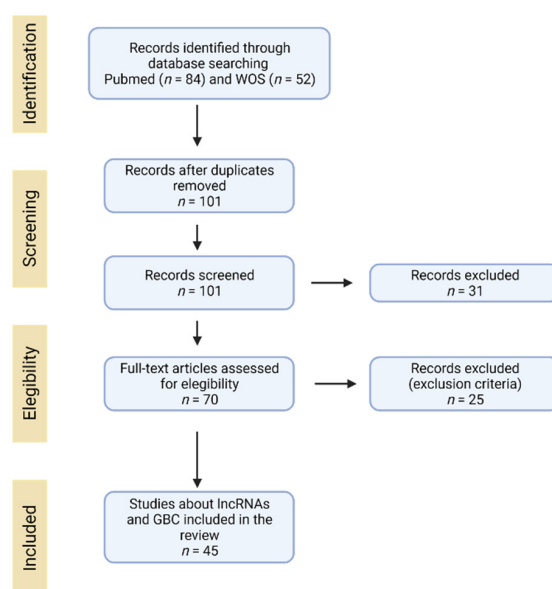 Identification
Records identified through
database searching
Pubmed (n = 84) and WOS (n = 52)
Screening
Records after duplicates
removed
n = 101
Records screened
n = 101
Records excluded
n = 31
Elegibility
Full-text articles assessed
for elegibility
n = 70
Records excluded
(exclusion criteria)
n = 25
Included
Studies about lncRNAs
and GBC included in the
review
n = 45